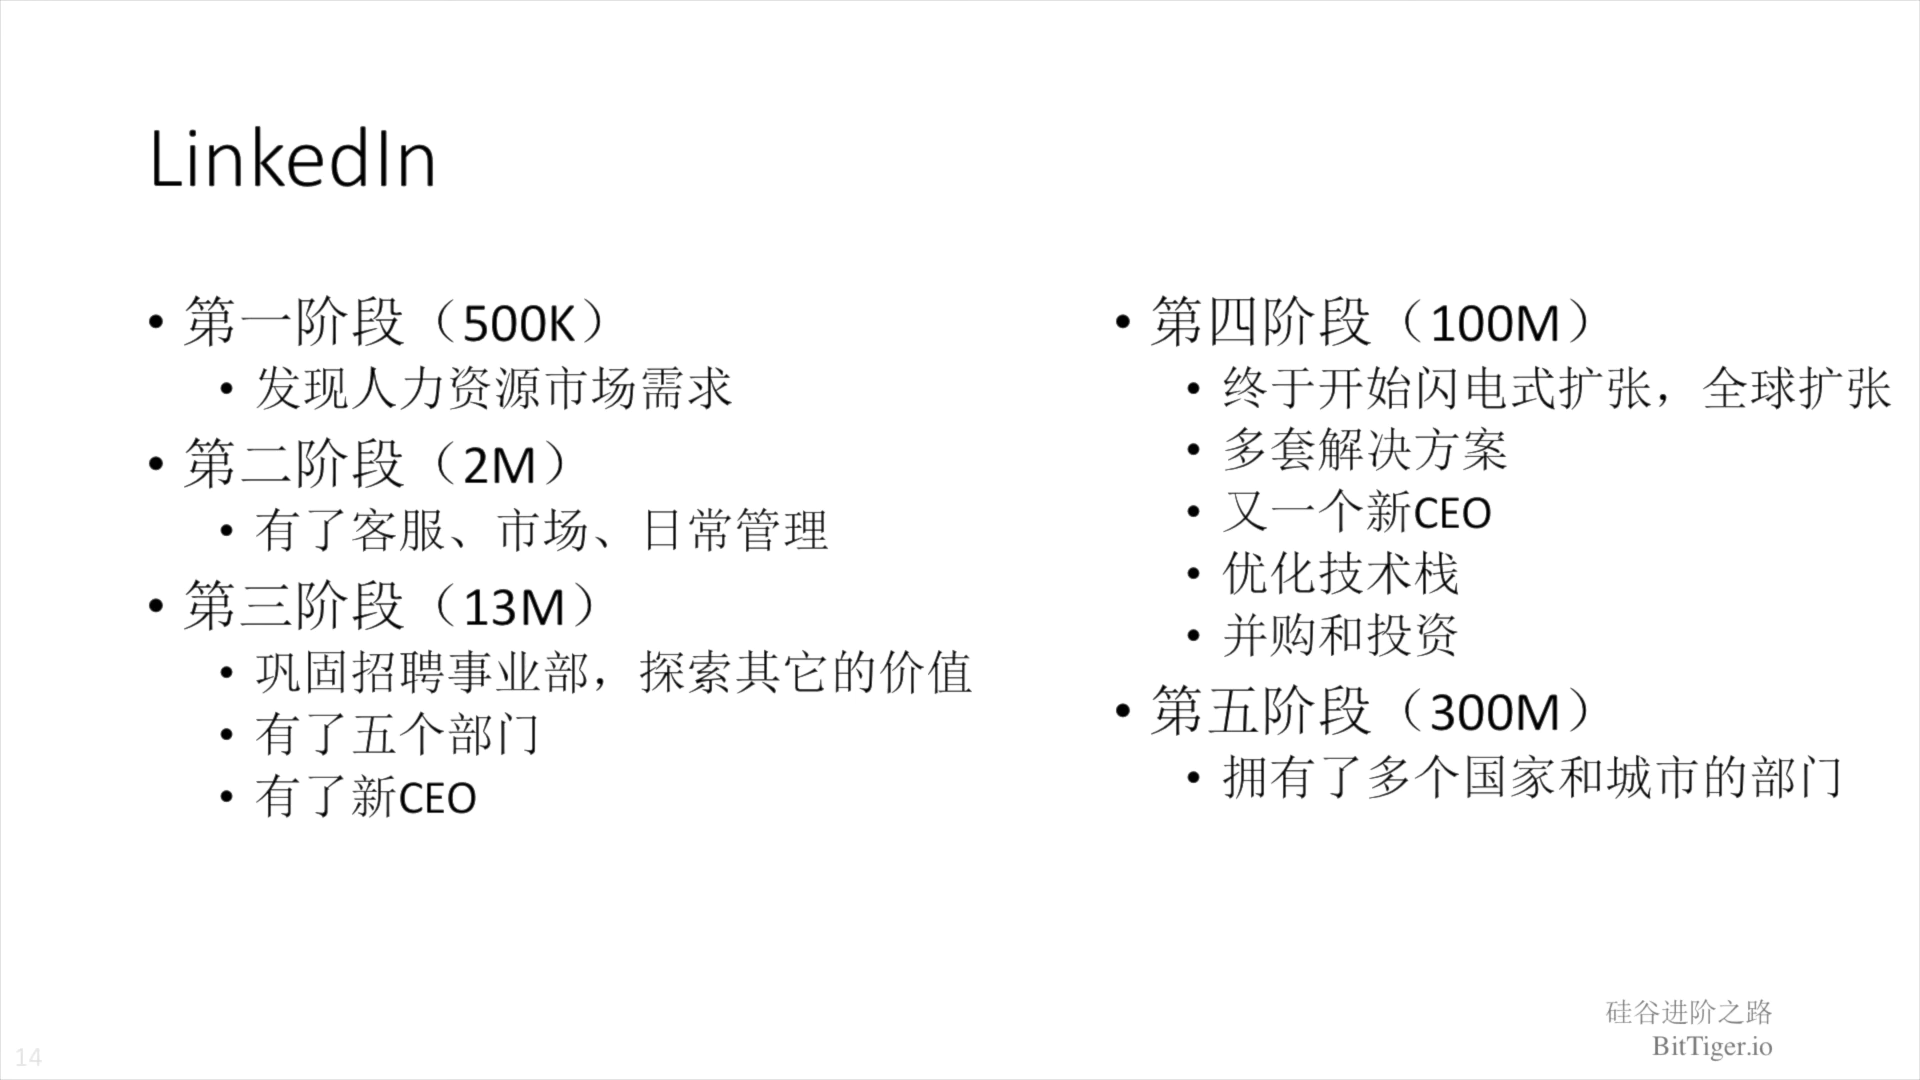 LinkedIn
• 第一阶段（500K）
• 发现人力资源市场需求
• 第二阶段（2M）
• 有了客服、市场、日常管理
• 第三阶段（13M）
• 巩固招聘事业部，探索其它的价值
• 有了五个部门
• 有了新CEO
• 第四阶段（100M）
• 终于开始闪电式扩张，全球扩张
• 多套解决方案
• 又一个新CEO
• 优化技术栈
• 并购和投资
• 第五阶段（300M）
• 拥有了多个国家和城市的部门
硅谷进阶之路
BitTiger.io
14